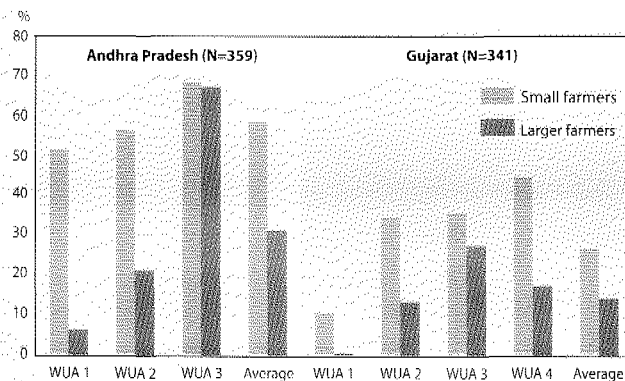 %
80
70
60
50
40
30
20
10
0
Andhra Pradesh (N=359)
Gujarat (N=341)
Small farmers
Larger farmers
WUA 1 WUA 2 WUA 3 Average WUA 1 WUA 2 WUA 3 WUA 4 Average